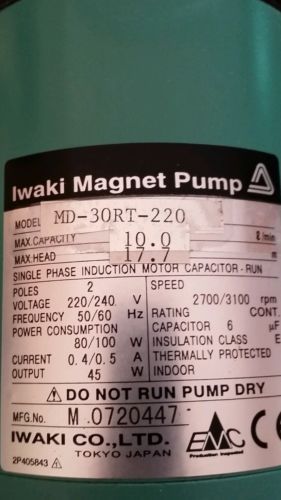 Iwaki Magnet Pump
MODEL MD-30RT-220
MAX.CAPACITY 10.0 ℓ/min
MAX.HEAD 17.7 m
SINGLE PHASE INDUCTION MOTOR CAPACITOR-RUN
POLES 2 SPEED
VOLTAGE 220/240 V 2700/3100 rpm
FREQUENCY 50/60 Hz RATING CONT.
POWER CONSUMPTION CAPACITOR 6 µF
80/100 W INSULATION CLASS E
CURRENT 0.4/0.5 A THERMALLY PROTECTED
OUTPUT 45 W INDOOR
⚠ DO NOT RUN PUMP DRY
MFG.No. M 0720447
IWAKI CO.,LTD. EMC CE
TOKYO JAPAN Production Inspected
2P405843